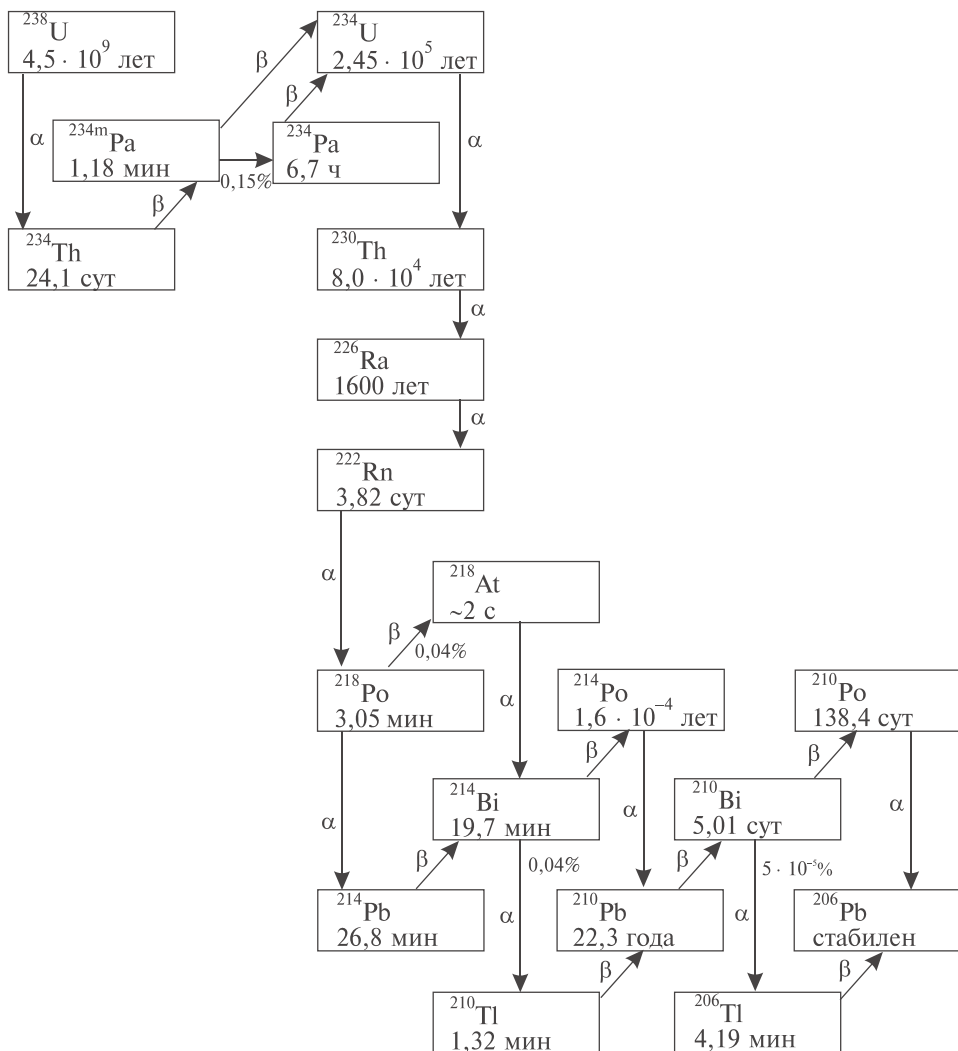 ²³⁸U
4,5 · 10⁹ лет
²³⁴U
2,45 · 10⁵ лет
β
β
α
²³⁴ᵐPa
1,18 мин
0,15%
²³⁴Pa
6,7 ч
α
β
²³⁴Th
24,1 сут
²³⁰Th
8,0 · 10⁴ лет
α
²²⁶Ra
1600 лет
α
²²²Rn
3,82 сут
α
²¹⁸At
~2 с
β
0,04%
²¹⁸Po
3,05 мин
α
²¹⁴Po
1,6 · 10⁻⁴ лет
²¹⁰Po
138,4 сут
β
β
α
²¹⁴Bi
19,7 мин
α
²¹⁰Bi
5,01 сут
α
β
0,04%
β
5 · 10⁻⁵%
²¹⁴Pb
26,8 мин
α
²¹⁰Pb
22,3 года
α
²⁰⁶Pb
стабилен
β
β
²¹⁰Tl
1,32 мин
²⁰⁶Tl
4,19 мин